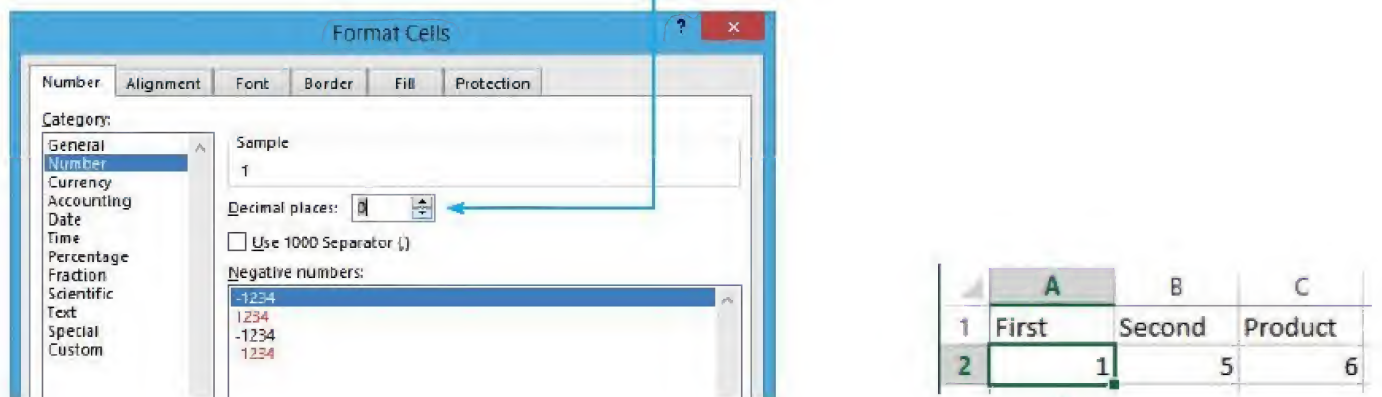 Format Cells
?
×
Number Alignment Font Border Fill Protection
Category:
General
Number
Currency
Accounting
Date
Time
Percentage
Fraction
Scientific
Text
Special
Custom
Sample
1
Decimal places: 0
Use 1000 Separator (,)
Negative numbers:
-1234
1234
-1234
-1234
A B C
1 First Second Product
2 1 5 6